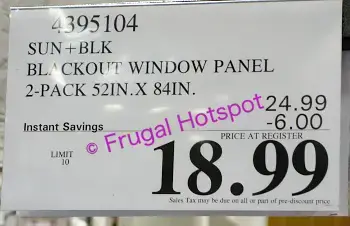 4395104
SUN+BLK
BLACKOUT WINDOW PANEL
2-PACK 52IN.X 84IN.
24.99
Instant Savings -6.00
PRICE AT REGISTER
LIMIT
10
18.99
Sales Tax may be due on all or part of pre-discount price
© Frugal Hotspot